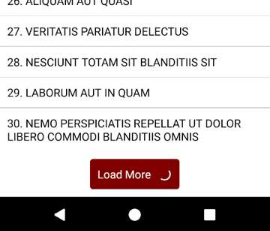 26. ALIQUAM AUT QUASI
27. VERITATIS PARIATUR DELECTUS
28. NESCIUNT TOTAM SIT BLANDITIIS SIT
29. LABORUM AUT IN QUAM
30. NEMO PERSPICIATIS REPELLAT UT DOLOR
LIBERO COMMODI BLANDITIIS OMNIS
Load More